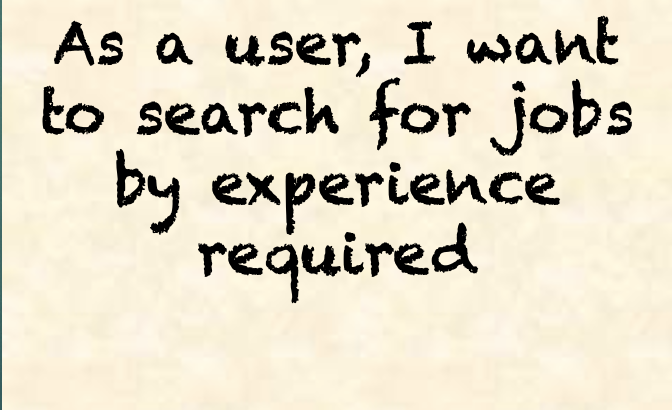 As a user, I want
to search for jobs
by experience
required